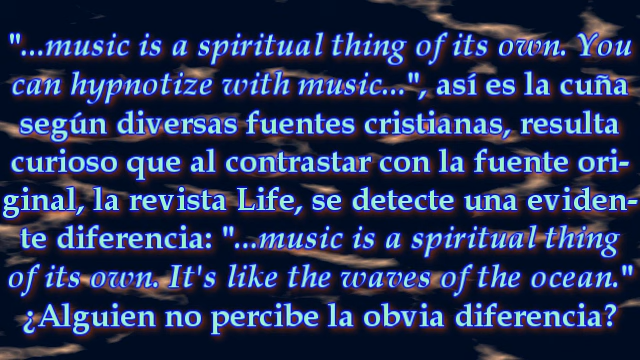 "...music is a spiritual thing of its own. You
can hypnotize with music...", así es la cuña
según diversas fuentes cristianas, resulta
curioso que al contrastar con la fuente ori-
ginal, la revista Life, se detecte una eviden-
te diferencia: "...music is a spiritual thing
of its own. It's like the waves of the ocean."
¿Alguien no percibe la obvia diferencia?